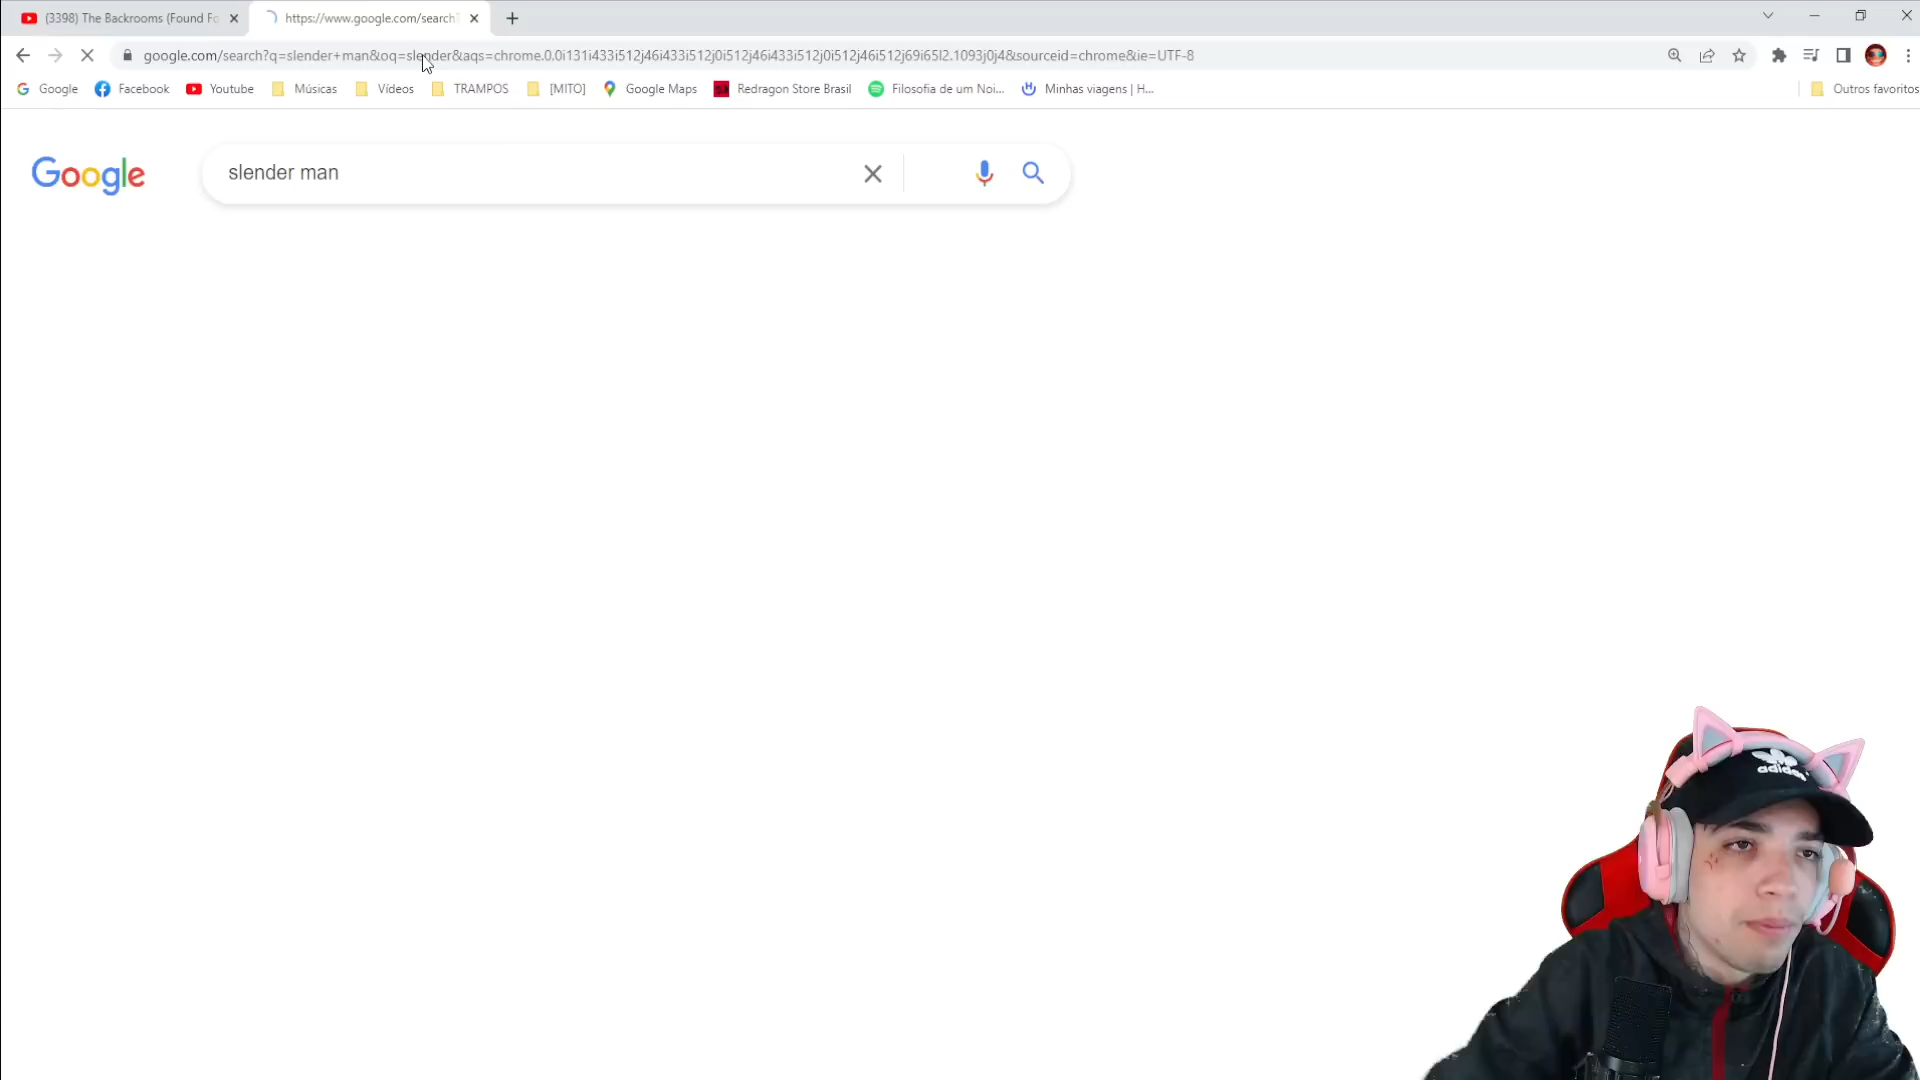 (3398) The Backrooms (Found Fo
https://www.google.com/search?
google.com/search?q=slender+man&oq=slender&aqs=chrome.0.0i131i433i512j46i433i512j0i512j46i433i512j0i512j46i512j69i65l2.1093j0j4&sourceid=chrome&ie=UTF-8
Google Facebook Youtube Músicas Vídeos TRAMPOS [MITO] Google Maps Redragon Store Brasil Filosofia de um Noi... Minhas viagens | H... Outros favoritos
Google slender man
adidas